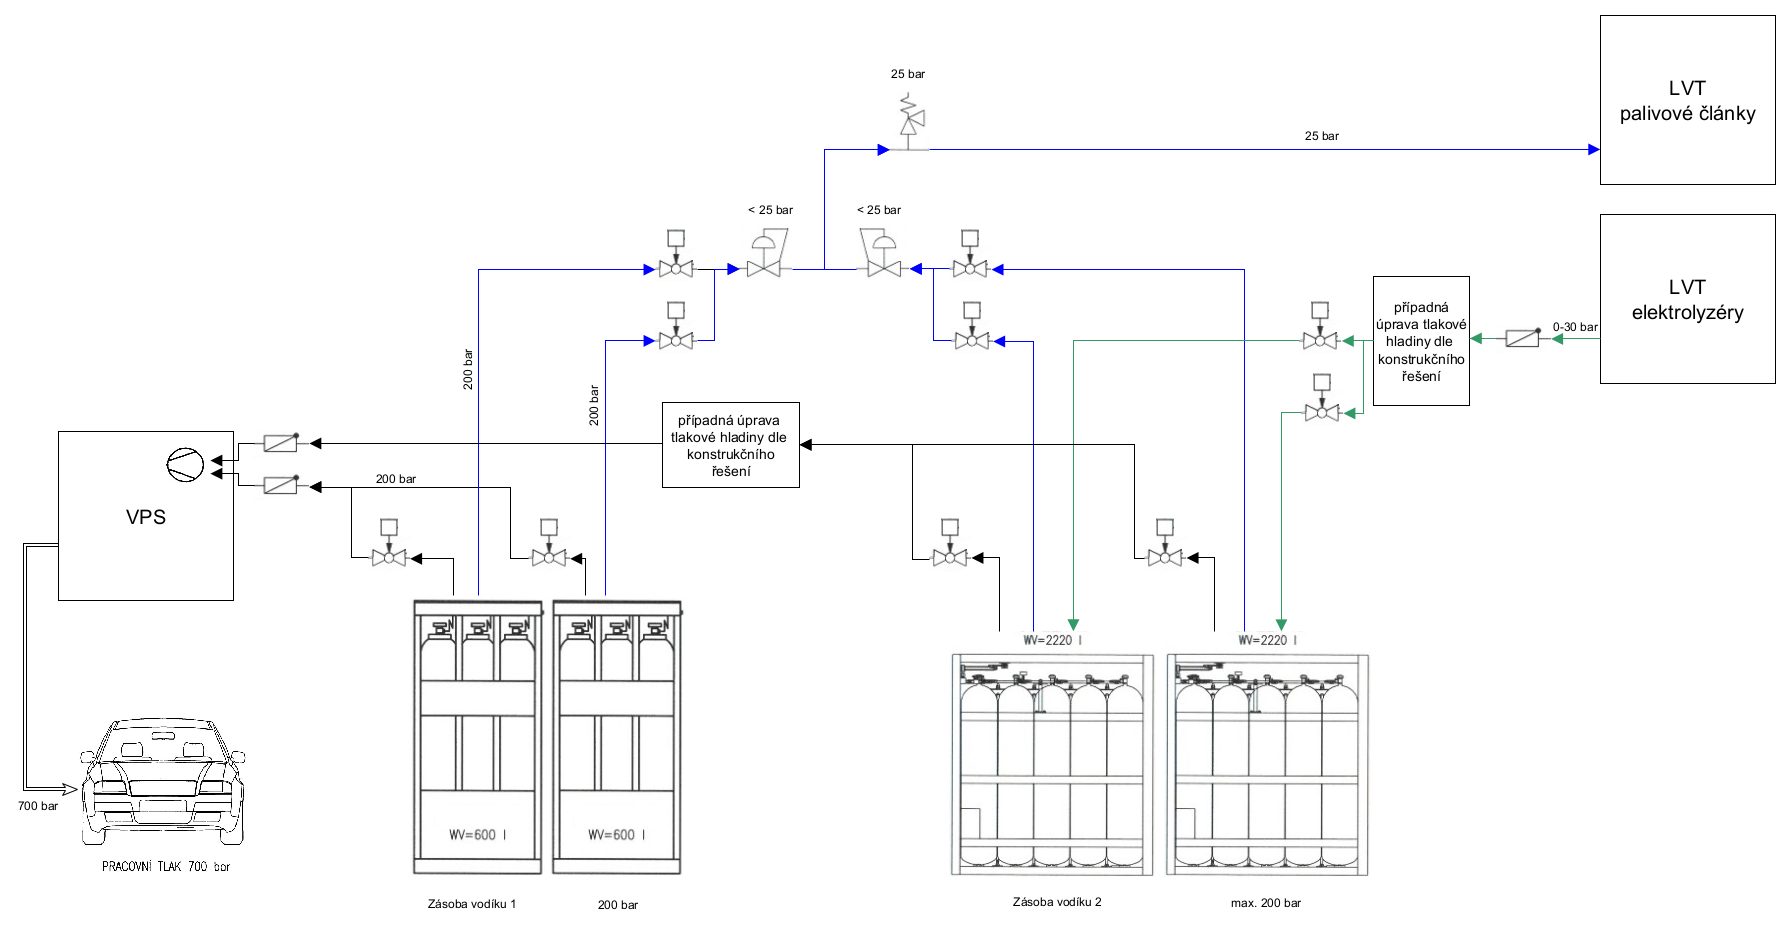 25 bar
LVT
palivové články
25 bar
< 25 bar
< 25 bar
LVT
elektrolyzéry
0-30 bar
případná
úprava tlakové
hladiny dle
konstrukčního
řešení
200 bar
200 bar
případná úprava
tlakové hladiny dle
konstrukčního
řešení
200 bar
VPS
WV=2220 l
WV=2220 l
700 bar
WV=600 l
WV=600 l
PRACOVNÍ TLAK 700 bar
Zásoba vodíku 1
200 bar
Zásoba vodíku 2
max. 200 bar